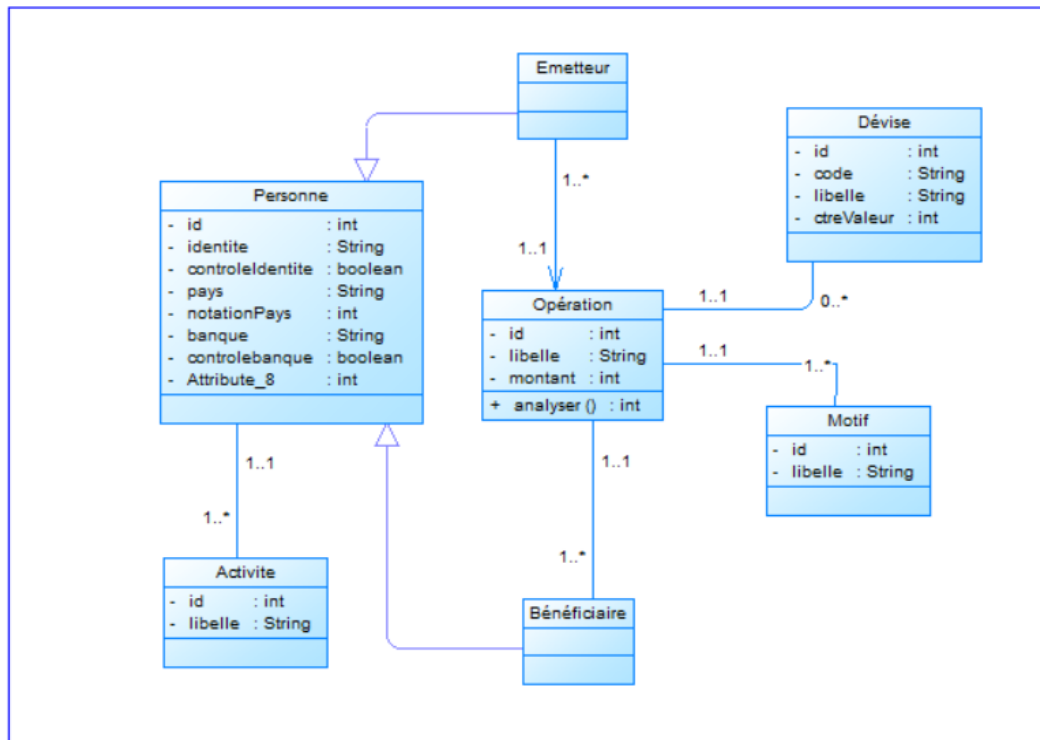 Emetteur
1..*
1..1
Dévise
- id : int
- code : String
- libelle : String
- ctreValeur : int
Personne
- id : int
- identite : String
- controleIdentite : boolean
- pays : String
- notationPays : int
- banque : String
- controlebanque : boolean
- Attribute_8 : int
Opération
- id : int
- libelle : String
- montant : int
+ analyser () : int
1..1
0..*
1..1
1..*
Motif
- id : int
- libelle : String
1..1
1..*
1..1
1..*
Activite
- id : int
- libelle : String
Bénéficiaire